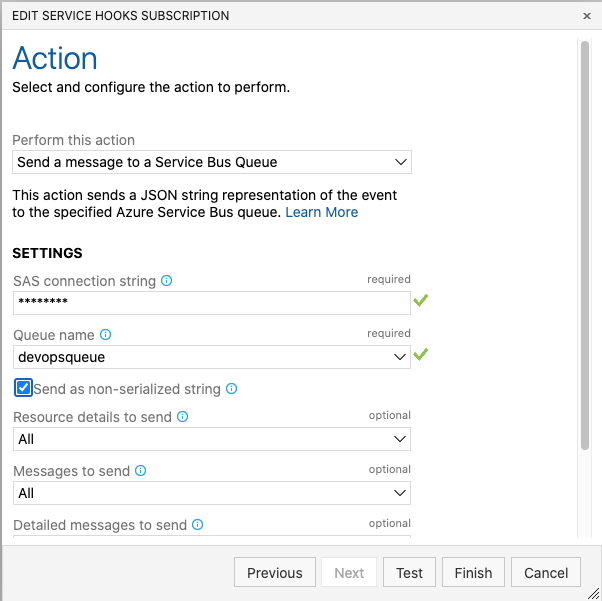 EDIT SERVICE HOOKS SUBSCRIPTION ×
Action
Select and configure the action to perform.
Perform this action
Send a message to a Service Bus Queue
This action sends a JSON string representation of the event
to the specified Azure Service Bus queue. Learn More
SETTINGS
SAS connection string required
********
Queue name required
devopsqueue
Send as non-serialized string
Resource details to send optional
All
Messages to send optional
All
Detailed messages to send optional
Previous Next Test Finish Cancel